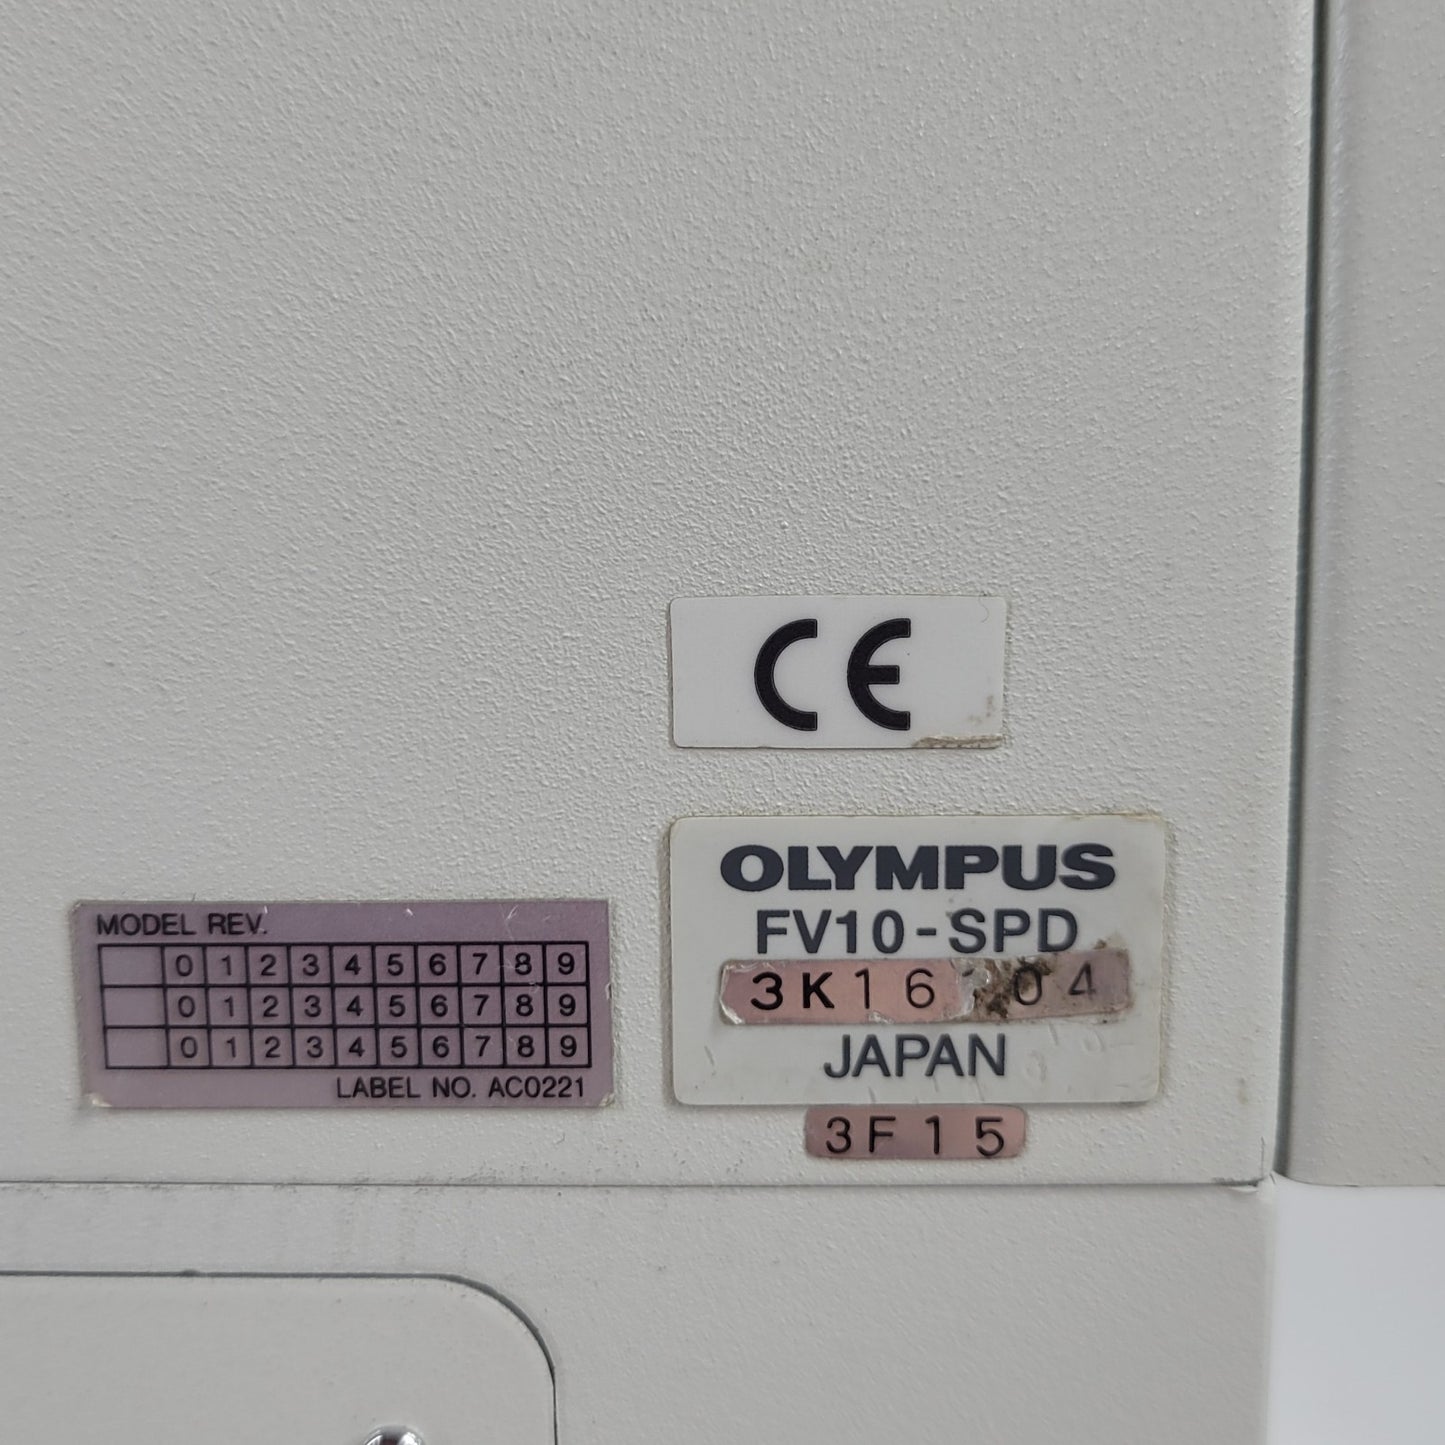 CE
OLYMPUS
FV10-SPD
3K16 04
JAPAN
3F15
MODEL REV.
0 1 2 3 4 5 6 7 8 9
0 1 2 3 4 5 6 7 8 9
0 1 2 3 4 5 6 7 8 9
LABEL NO. AC0221